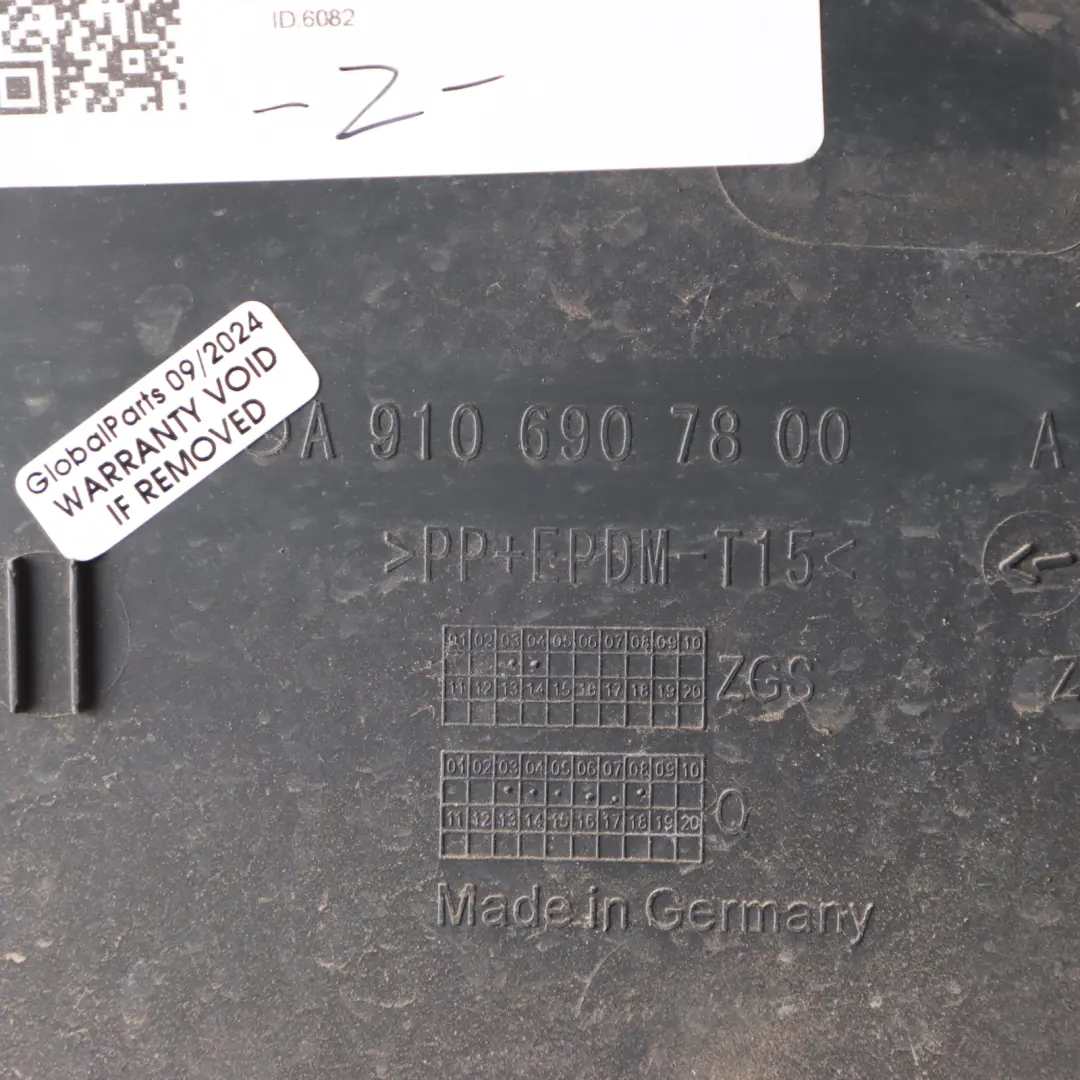 ID.6082
- Z -
GlobalParts 09/2024
WARRANTY VOID
IF REMOVED
A 910 690 78 00
A
>PP+EPDM-T15<
01 02 03 04 05 06 07 08 09 10
11 12 13 14 15 16 17 18 19 20
ZGS
Z
01 02 03 04 05 06 07 08 09 10
11 12 13 14 15 16 17 18 19 20
Q
Made in Germany